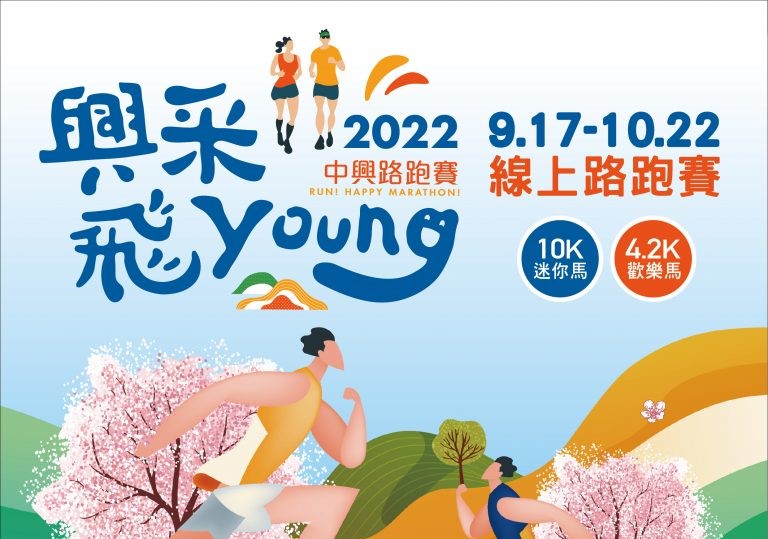 興采
飛young
2022
中興路跑賽
RUN! HAPPY MARATHON!
9.17-10.22
線上路跑賽
10K
迷你馬
4.2K
歡樂馬